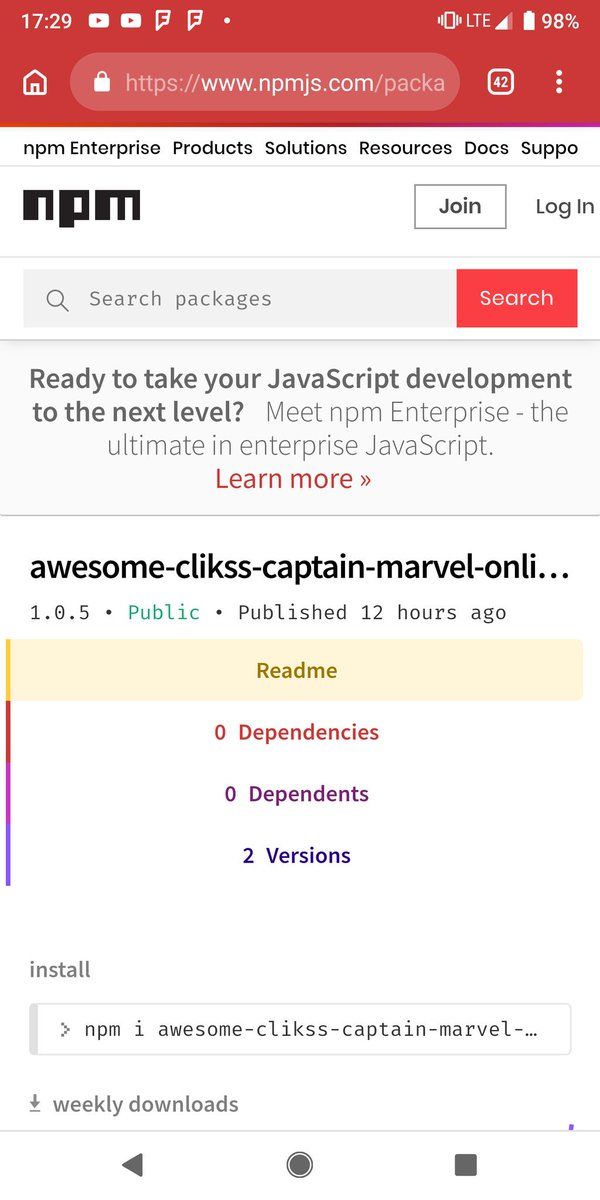 17:29 LTE 98%
https://www.npmjs.com/packa 42
npm Enterprise Products Solutions Resources Docs Suppo
npm Join Log In
Search packages Search
Ready to take your JavaScript development
to the next level? Meet npm Enterprise - the
ultimate in enterprise JavaScript.
Learn more »
awesome-clikss-captain-marvel-onli…
1.0.5 • Public • Published 12 hours ago
Readme
0 Dependencies
0 Dependents
2 Versions
install
> npm i awesome-clikss-captain-marvel-…
weekly downloads